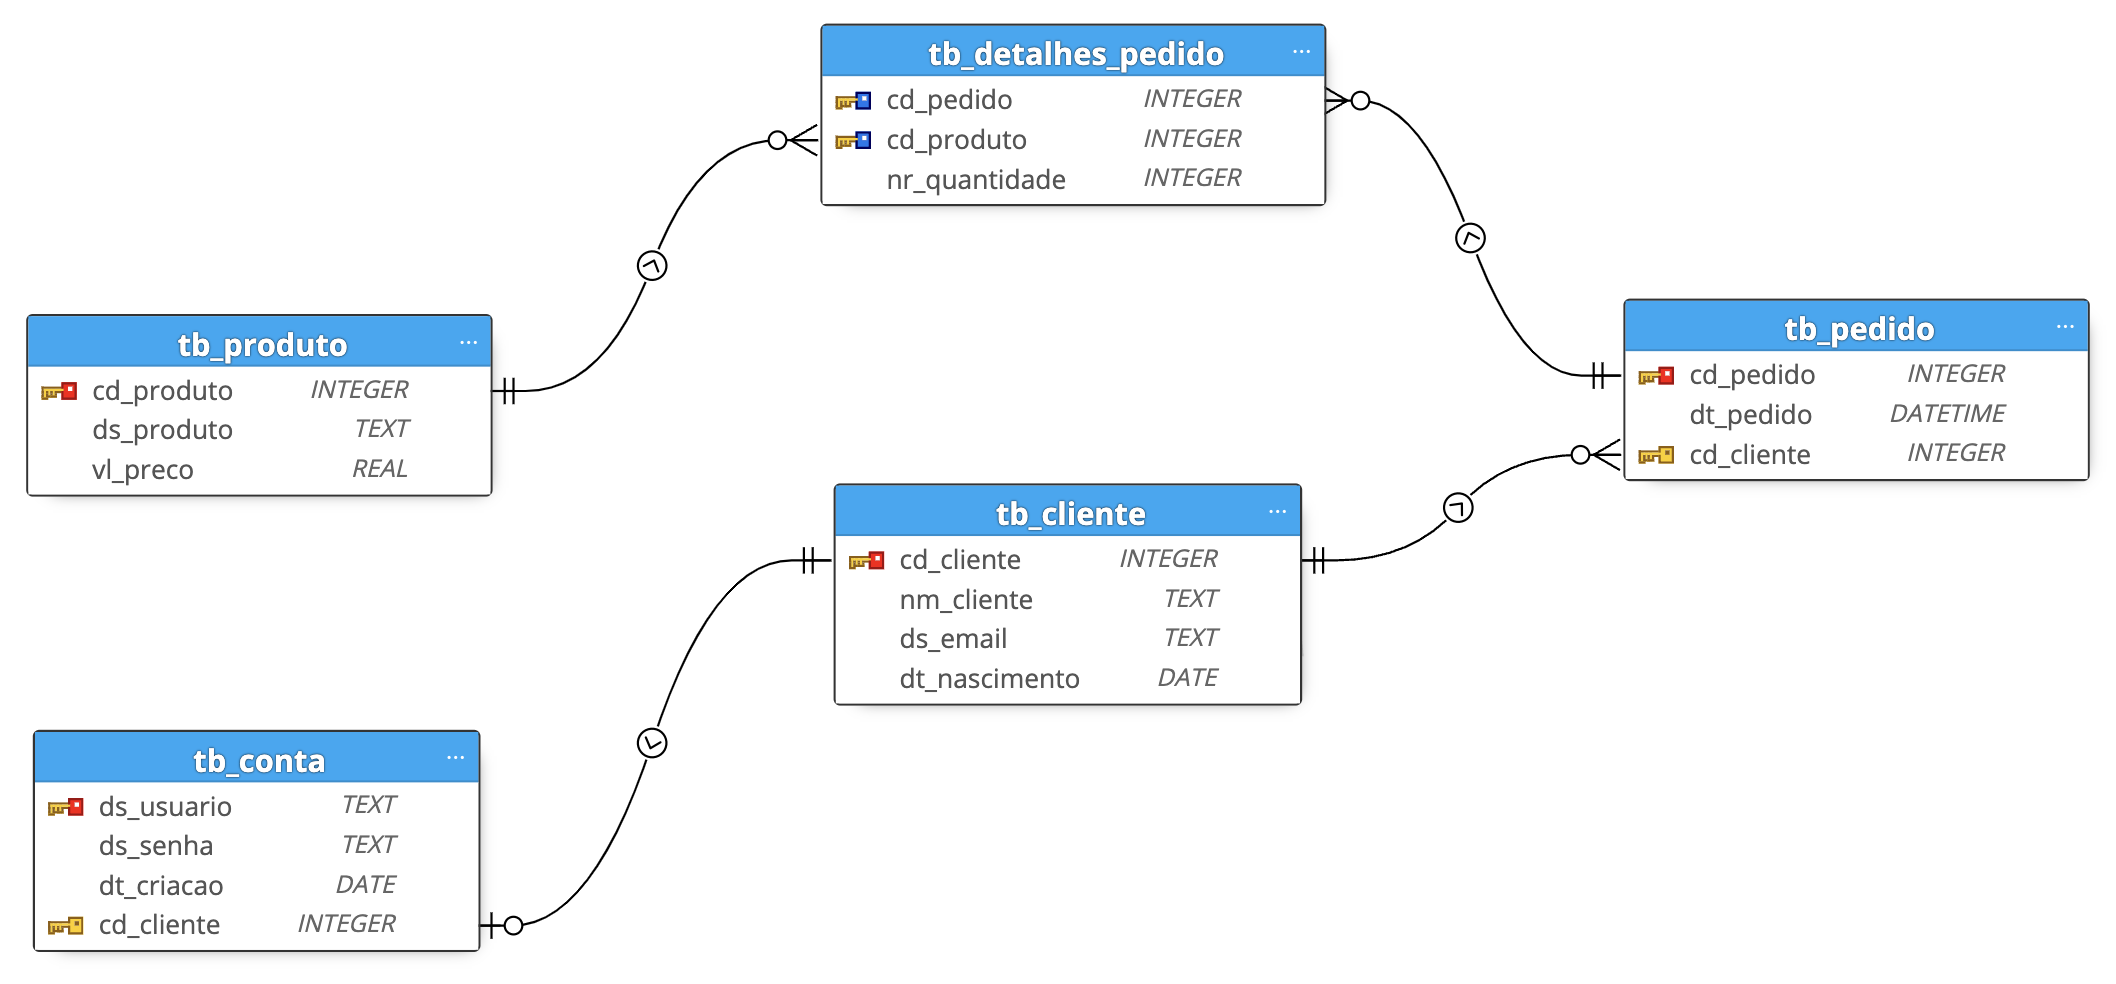 tb_detalhes_pedido ...
cd_pedido INTEGER
cd_produto INTEGER
nr_quantidade INTEGER
tb_produto ...
cd_produto INTEGER
ds_produto TEXT
vl_preco REAL
tb_pedido ...
cd_pedido INTEGER
dt_pedido DATETIME
cd_cliente INTEGER
tb_cliente ...
cd_cliente INTEGER
nm_cliente TEXT
ds_email TEXT
dt_nascimento DATE
tb_conta ...
ds_usuario TEXT
ds_senha TEXT
dt_criacao DATE
cd_cliente INTEGER